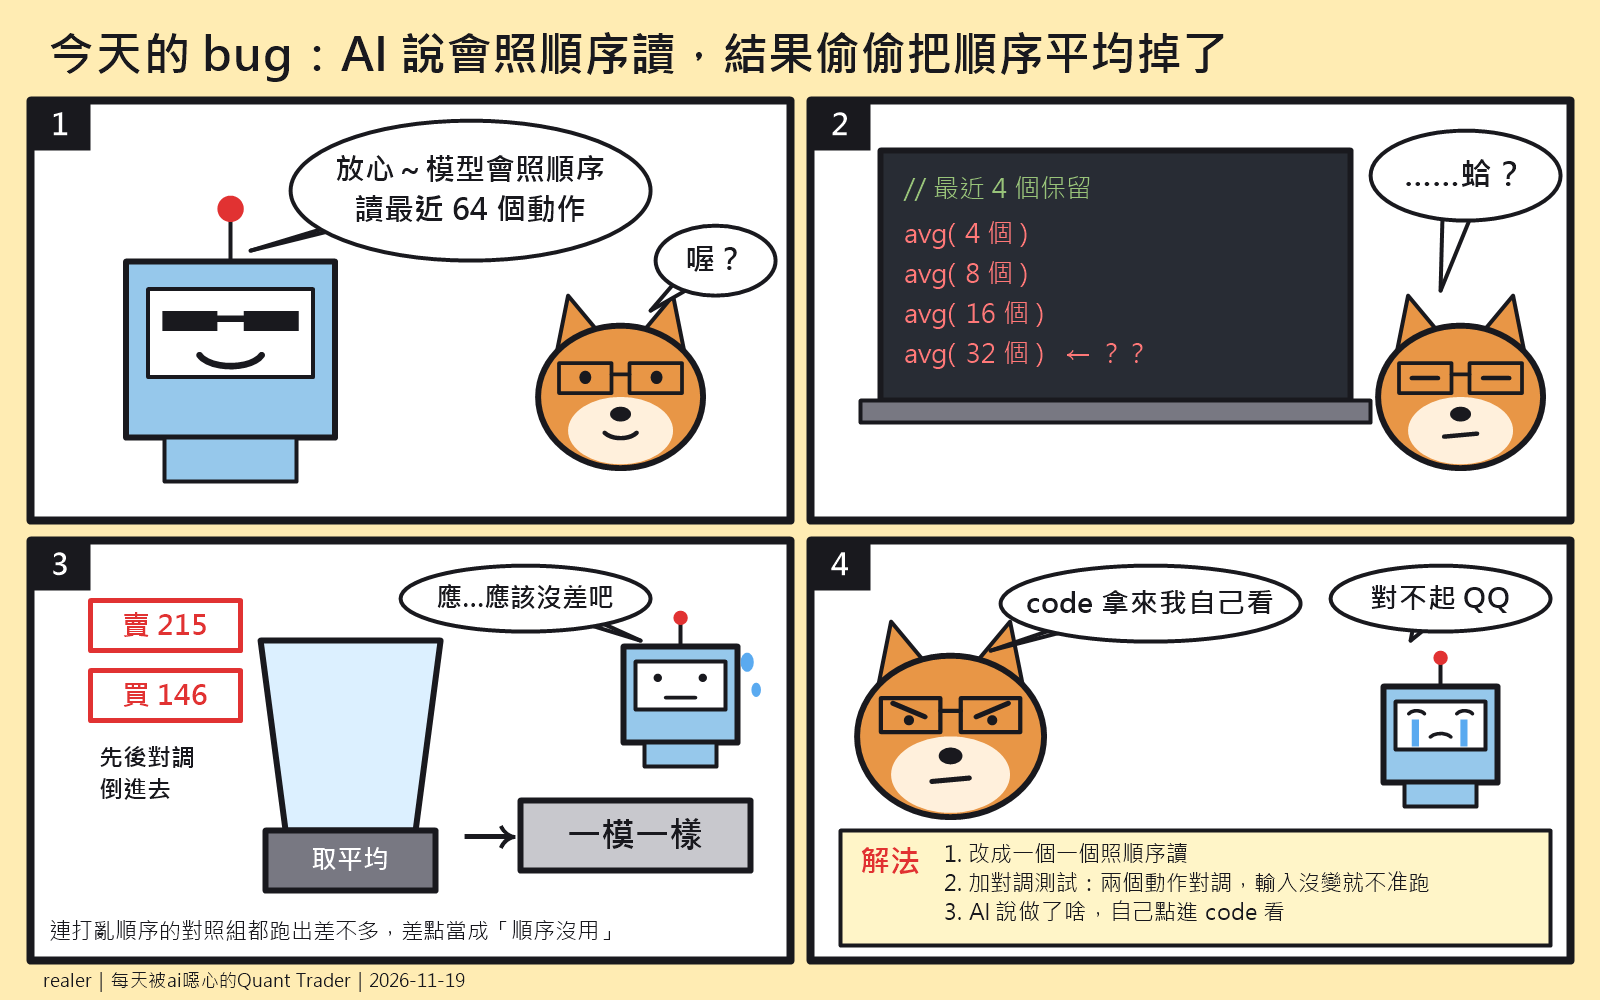 今天的 bug：AI 說會照順序讀，結果偷偷把順序平均掉了
1
放心～模型會照順序
讀最近 64 個動作
喔？
2
// 最近 4 個保留
avg( 4 個 )
avg( 8 個 )
avg( 16 個 )
avg( 32 個 ) ← ？？
……蛤？
3
賣 215
買 146
先後對調
倒進去
取平均
應…應該沒差吧
一模一樣
連打亂順序的對照組都跑出差不多，差點當成「順序沒用」
4
code 拿來我自己看
對不起 QQ
解法
1. 改成一個一個照順序讀
2. 加對調測試：兩個動作對調，輸入沒變就不准跑
3. AI 說做了啥，自己點進 code 看
realer | 每天被ai噁心的Quant Trader | 2026-11-19